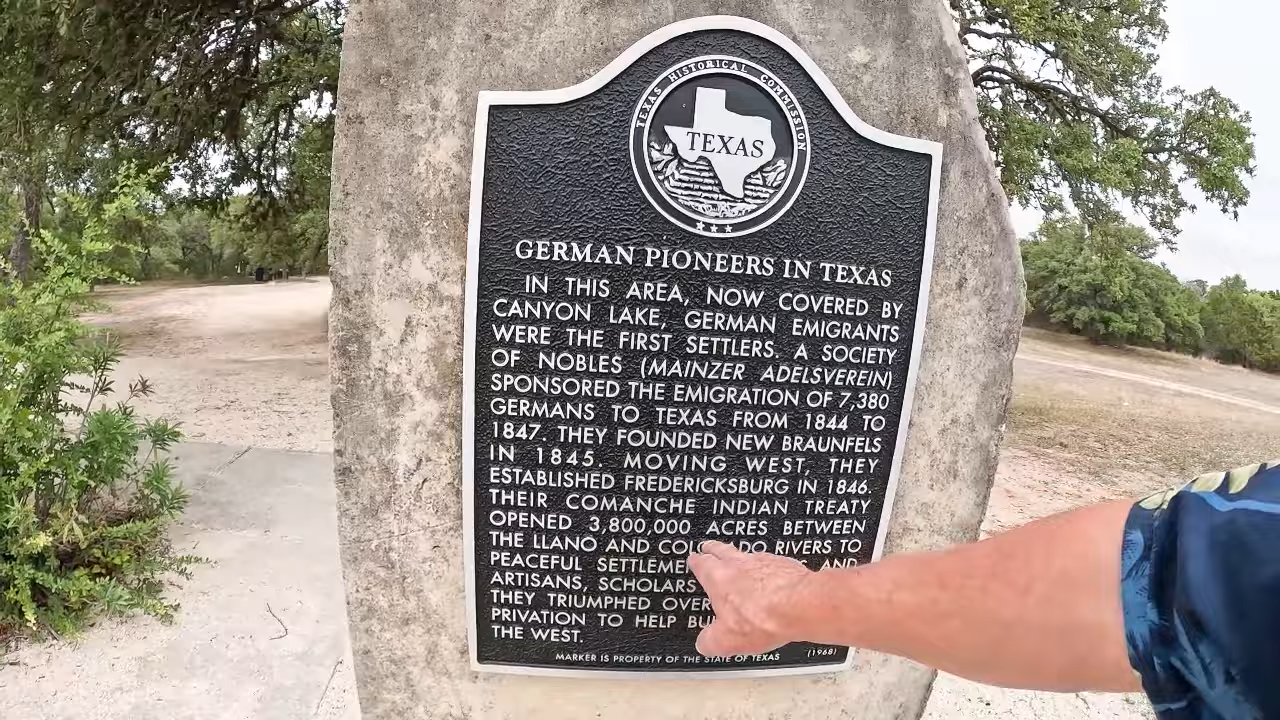 TEXAS HISTORICAL COMMISSION
TEXAS
GERMAN PIONEERS IN TEXAS
IN THIS AREA, NOW COVERED BY
CANYON LAKE, GERMAN EMIGRANTS
WERE THE FIRST SETTLERS. A SOCIETY
OF NOBLES (MAINZER ADELSVEREIN)
SPONSORED THE EMIGRATION OF 7,380
GERMANS TO TEXAS FROM 1844 TO
1847. THEY FOUNDED NEW BRAUNFELS
IN 1845. MOVING WEST, THEY
ESTABLISHED FREDERICKSBURG IN 1846.
THEIR COMANCHE INDIAN TREATY
OPENED 3,800,000 ACRES BETWEEN
THE LLANO AND COLORADO RIVERS TO
PEACEFUL SETTLEMEN AND
ARTISANS, SCHOLARS
THEY TRIUMPHED OVER
PRIVATION TO HELP BU
THE WEST.
(1968)
MARKER IS PROPERTY OF THE STATE OF TEXAS